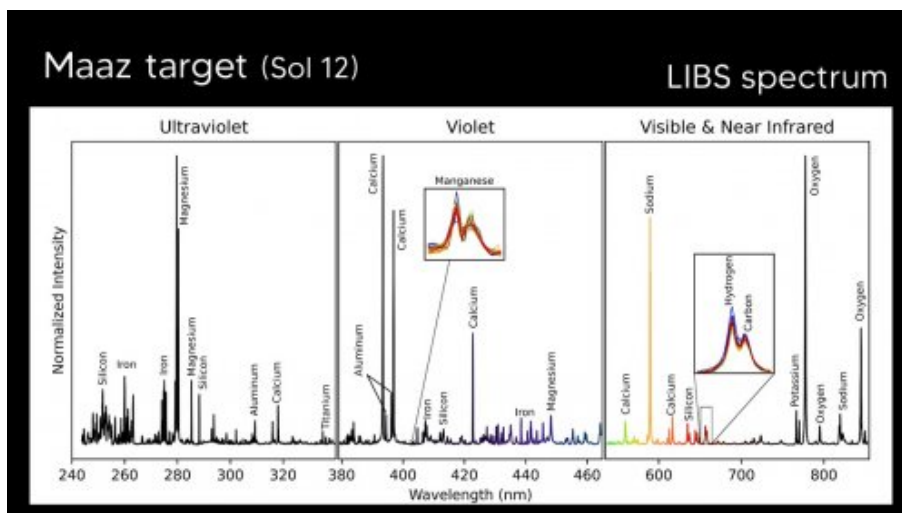 Maaz target (Sol 12)
LIBS spectrum
Ultraviolet
Violet
Visible & Near Infrared
Normalized Intensity
Silicon
Iron
Iron
Magnesium
Magnesium
Silicon
Aluminum
Calcium
Titanium
Aluminum
Calcium
Calcium
Manganese
Iron
Silicon
Calcium
Iron
Magnesium
Calcium
Sodium
Calcium
Silicon
Hydrogen
Carbon
Potassium
Oxygen
Oxygen
Sodium
Oxygen
240 260 280 300 320 340
380 400 420 440 460
600 700 800
Wavelength (nm)